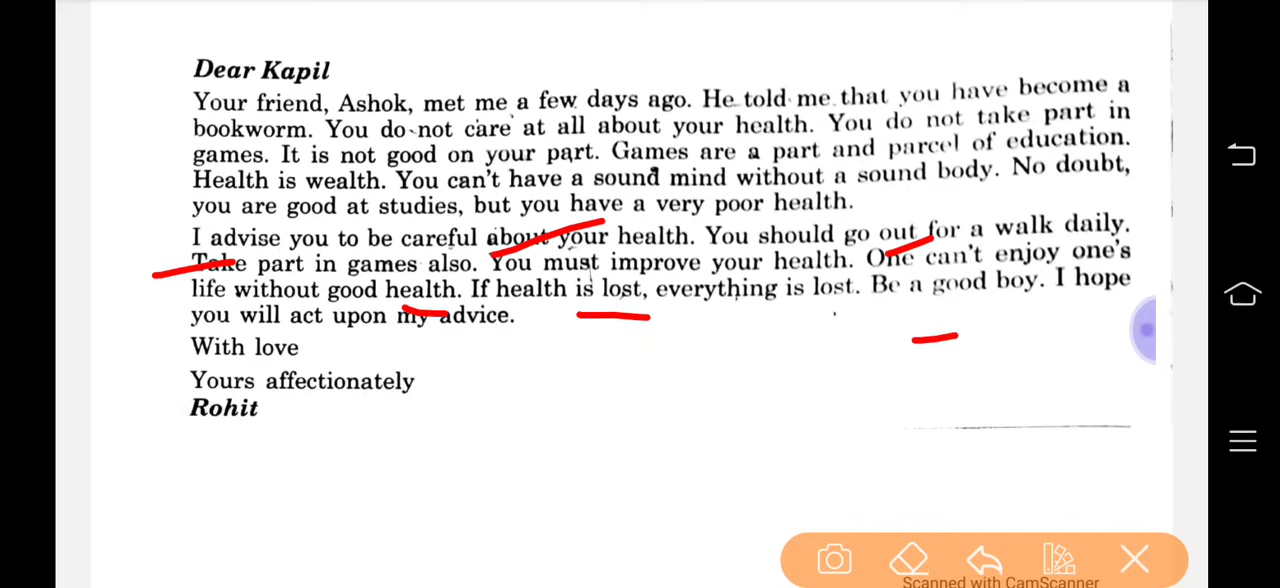 Dear Kapil
Your friend, Ashok, met me a few days ago. He told me that you have become a
bookworm. You do not care at all about your health. You do not take part in
games. It is not good on your part. Games are a part and parcel of education.
Health is wealth. You can't have a sound mind without a sound body. No doubt,
you are good at studies, but you have a very poor health.
I advise you to be careful about your health. You should go out for a walk daily.
Take part in games also. You must improve your health. One can't enjoy one's
life without good health. If health is lost, everything is lost. Be a good boy. I hope
you will act upon my advice.
With love
Yours affectionately
Rohit
Scanned with CamScanner